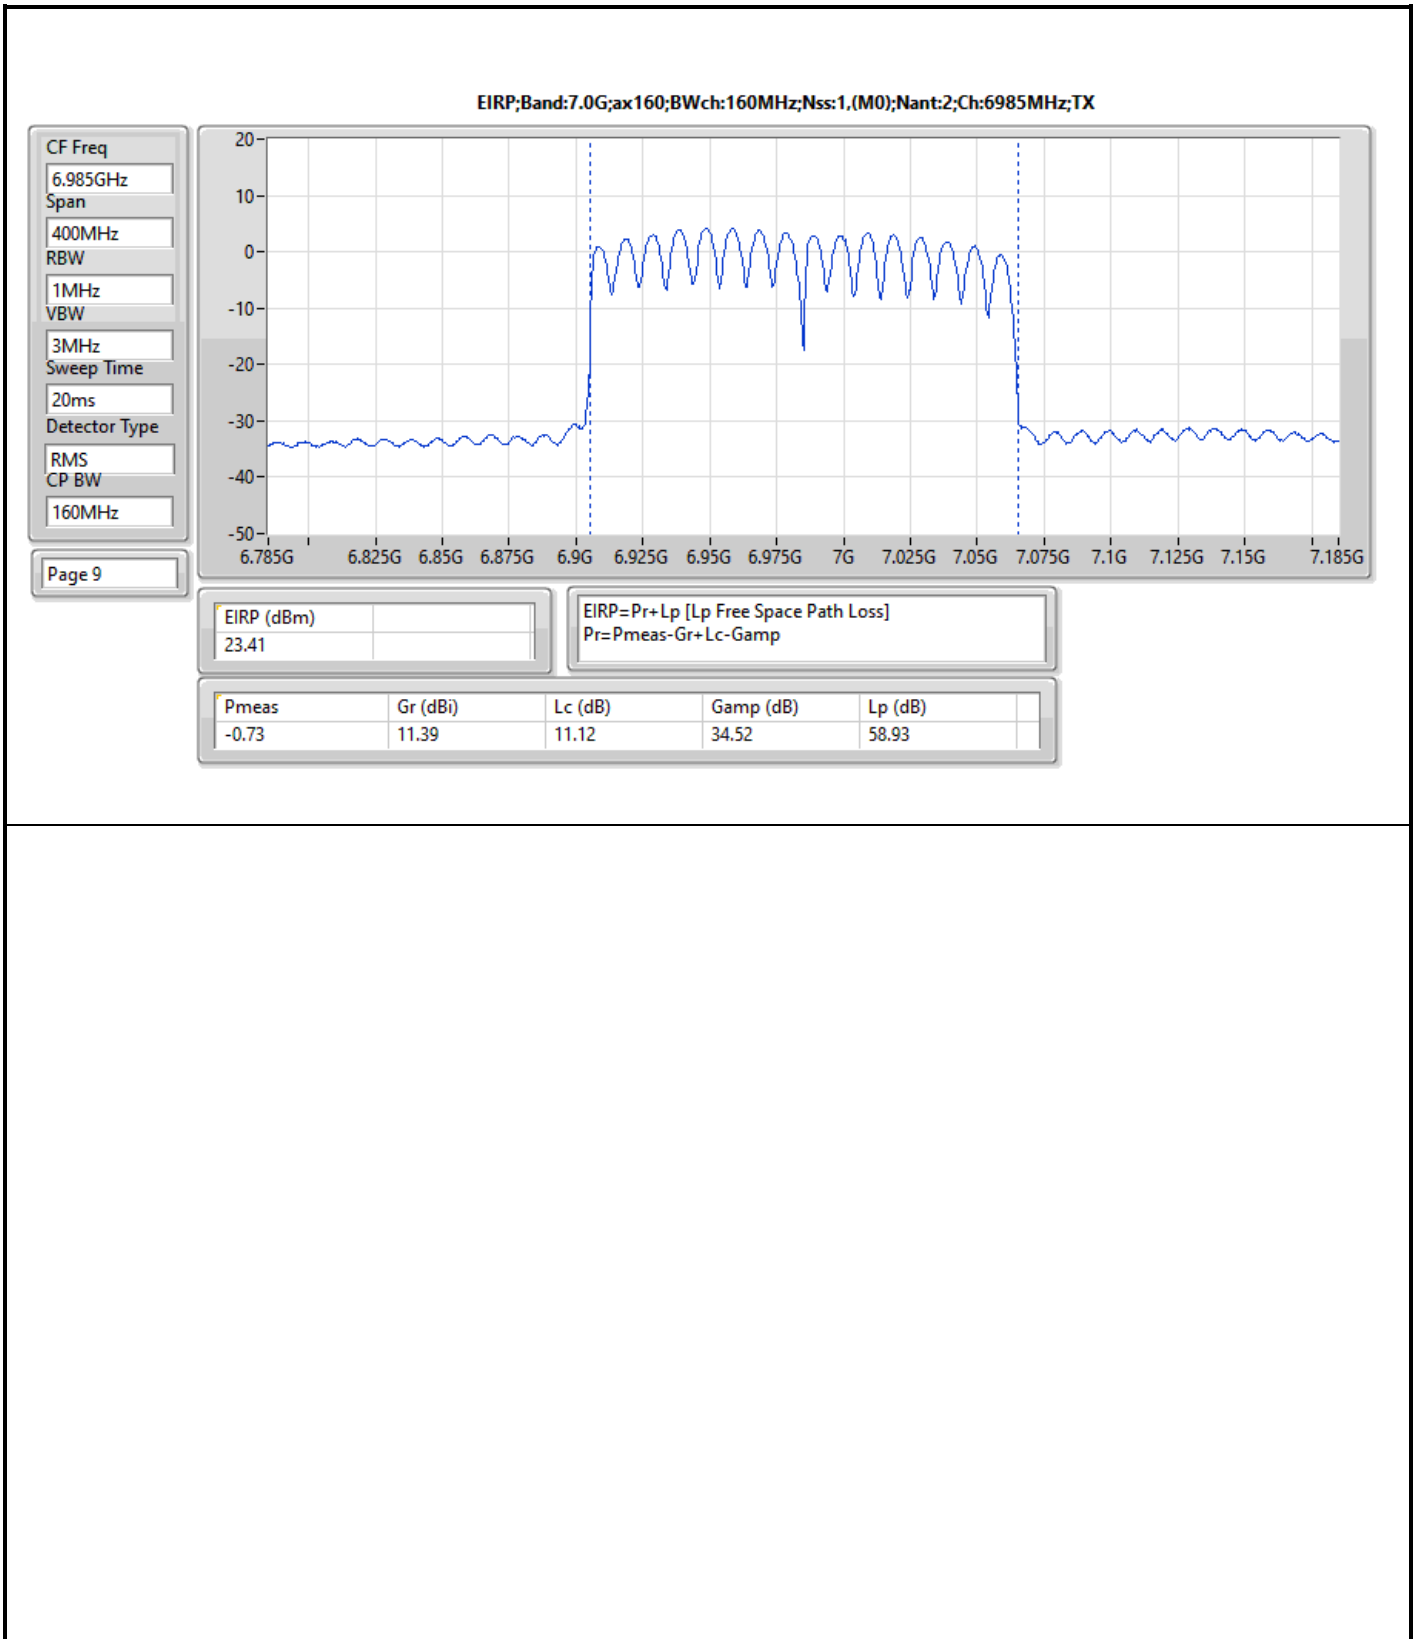 EIRP;Band:7.0G;ax160;BWch:160MHz;Nss:1,(M0);Nant:2;Ch:6985MHz;TX
CF Freq
6.985GHz
Span
400MHz
RBW
1MHz
VBW
3MHz
Sweep Time
20ms
Detector Type
RMS
CP BW
160MHz
Page 9
20
10
0
-10
-20
-30
-40
-50
6.785G 6.825G 6.85G 6.875G 6.9G 6.925G 6.95G 6.975G 7G 7.025G 7.05G 7.075G 7.1G 7.125G 7.15G 7.185G
EIRP (dBm)
23.41
EIRP=Pr+Lp [Lp Free Space Path Loss]
Pr=Pmeas-Gr+Lc-Gamp
Pmeas Gr (dBi) Lc (dB) Gamp (dB) Lp (dB)
-0.73 11.39 11.12 34.52 58.93